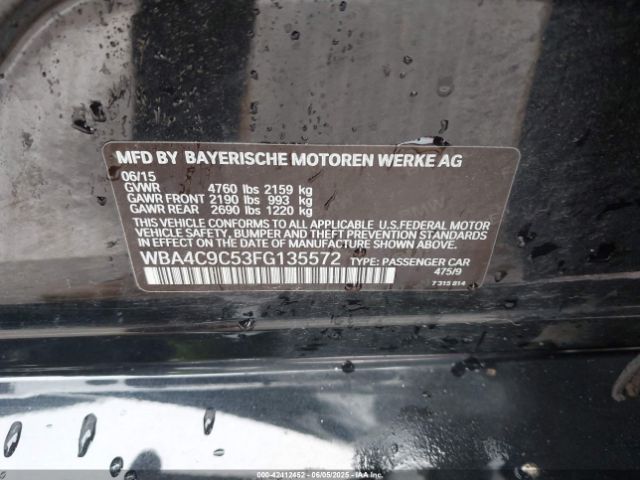 MFD BY BAYERISCHE MOTOREN WERKE AG
06/15
GVWR 4760 lbs 2159 kg
GAWR FRONT 2190 lbs 993 kg
GAWR REAR 2690 lbs 1220 kg
THIS VEHICLE CONFORMS TO ALL APPLICABLE U.S.FEDERAL MOTOR
VEHICLE SAFETY, BUMPER AND THEFT PREVENTION STANDARDS
IN EFFECT ON THE DATE OF MANUFACTURE SHOWN ABOVE.
WBA4C9C53FG135572 TYPE: PASSENGER CAR
475/9
7 315 814
000-42412452 - 06/05/2025 - IAAI.com